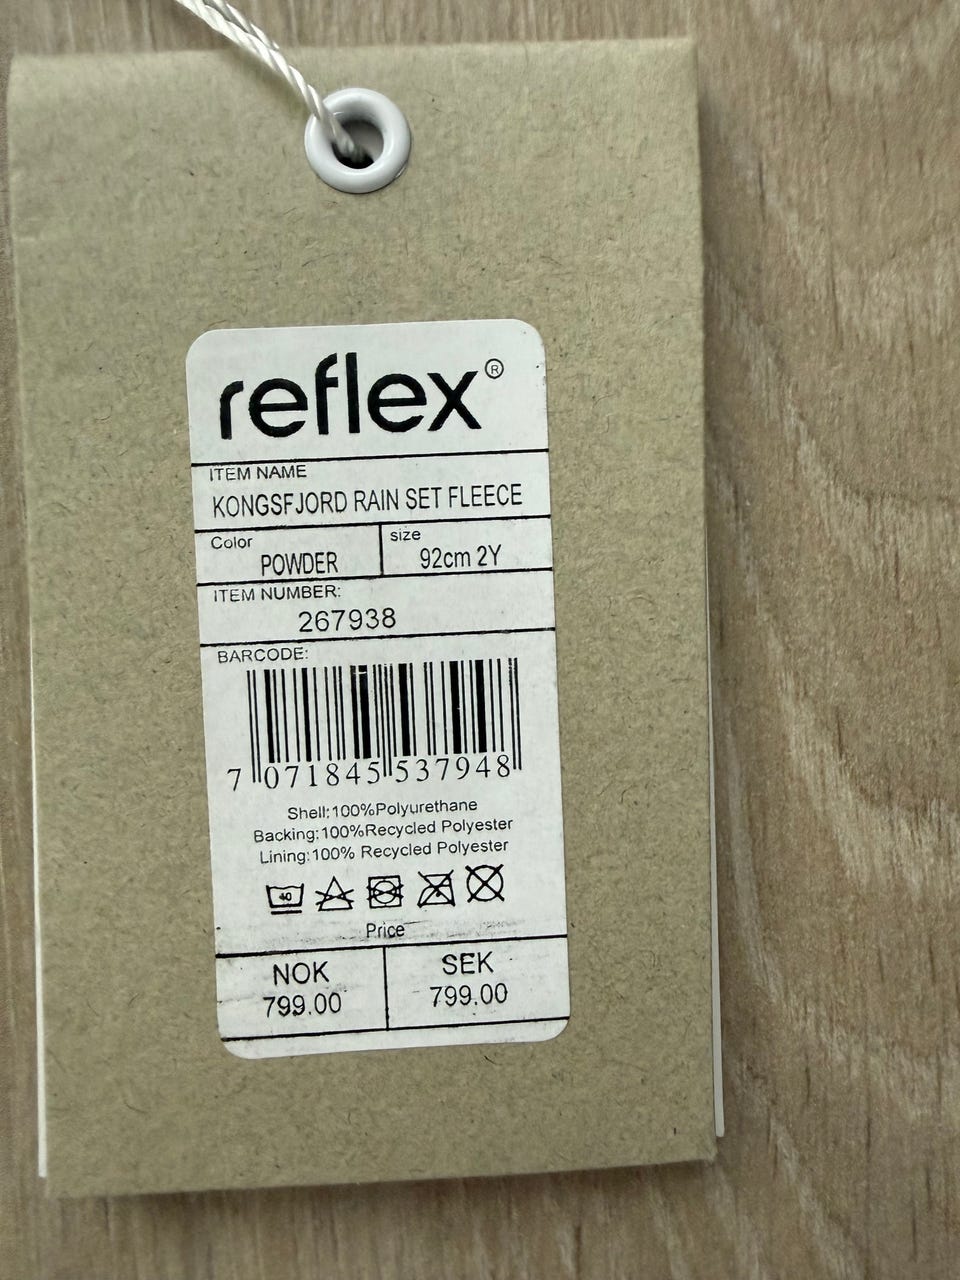 reflex®
ITEM NAME
KONGSFJORD RAIN SET FLEECE
Color
POWDER
size
92cm 2Y
ITEM NUMBER:
267938
BARCODE:
7 071845 537948
Shell:100%Polyurethane
Backing:100%Recycled Polyester
Lining:100% Recycled Polyester
40
Price
NOK
799.00
SEK
799.00